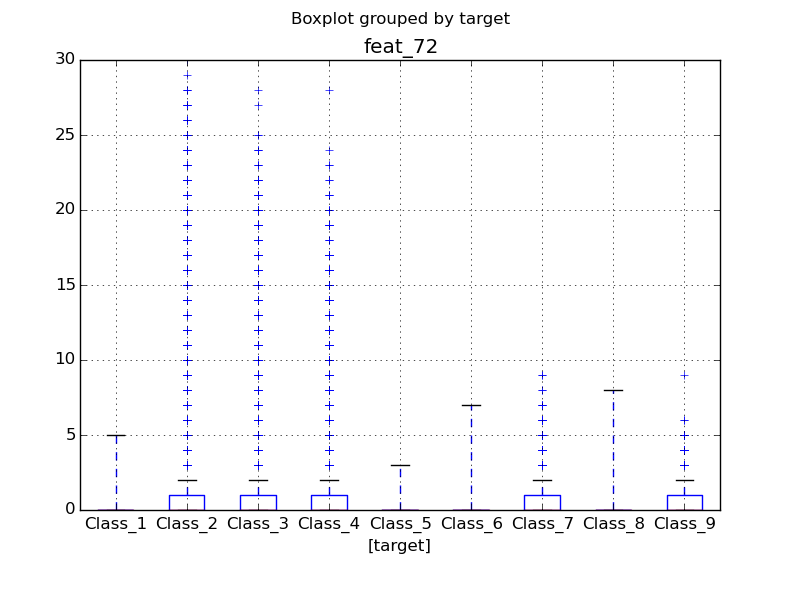 Boxplot grouped by target
feat_72
30
25
20
15
10
5
0
Class_1 Class_2 Class_3 Class_4 Class_5 Class_6 Class_7 Class_8 Class_9
[target]